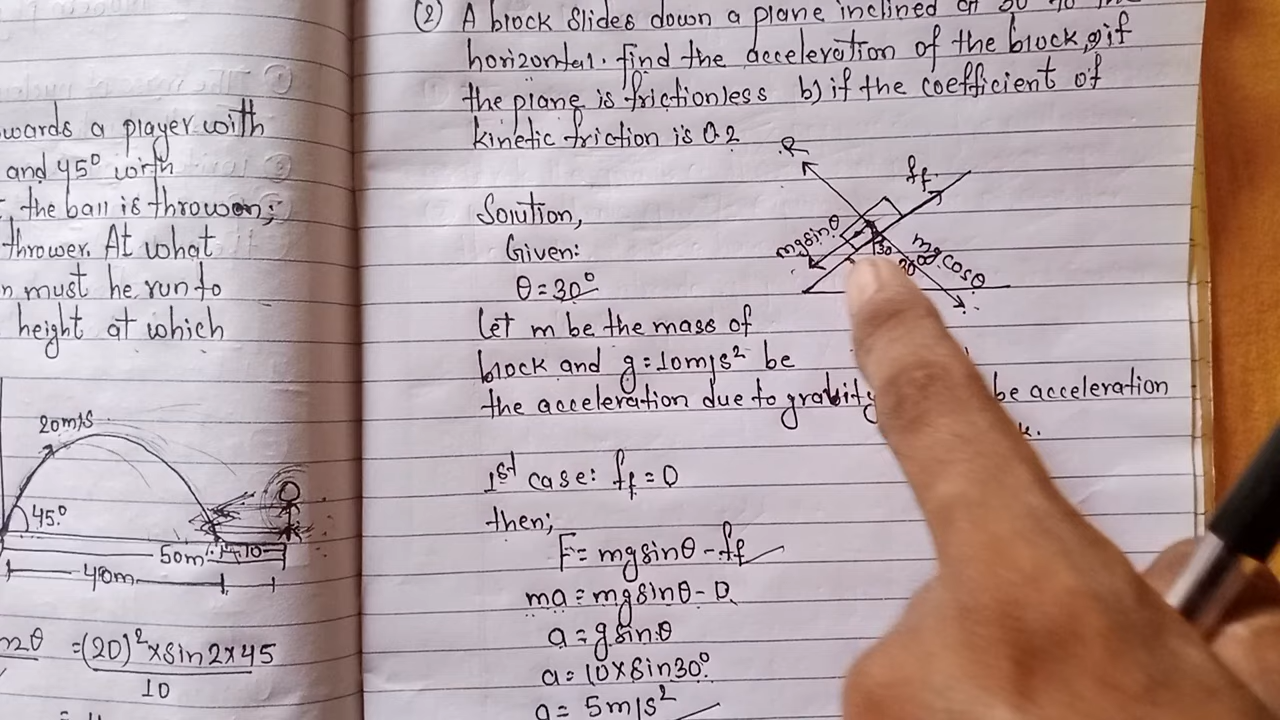 wards a player with
and 45° with
the ball is thrown;
thrower. At what
must he run to
height at which
20m/s
45°
50m
10
40m
=(20)²×sin2×45
10
(2) A block slides down a plane inclined
horizontal. find the acceleration of the block, a) if
the plane is frictionless b) if the coefficient of
kinetic friction is 0.2
R
ff
mgsinθ
30
30°
mgcosθ
Solution,
Given:
θ=30°
let m be the mass of
block and g=10m/s² be
the acceleration due to gravity be acceleration
1st case: ff=0
then;
F=mgsinθ-ff
ma=mgsinθ-0
a=gsinθ
a=10×sin30°
a=5m/s²